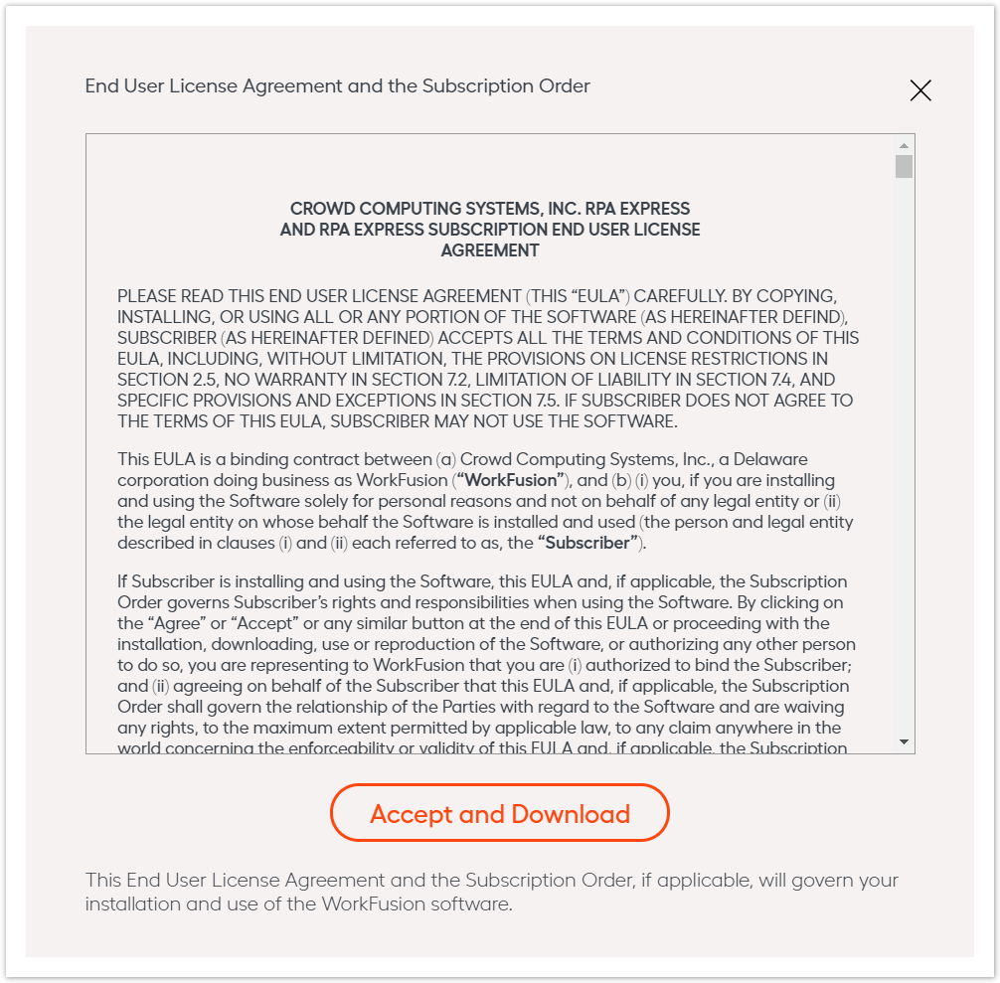 End User License Agreement and the Subscription Order
CROWD COMPUTING SYSTEMS, INC. RPA EXPRESS
AND RPA EXPRESS SUBSCRIPTION END USER LICENSE
AGREEMENT
PLEASE READ THIS END USER LICENSE AGREEMENT (THIS “EULA”) CAREFULLY. BY COPYING,
INSTALLING, OR USING ALL OR ANY PORTION OF THE SOFTWARE (AS HEREINAFTER DEFIND),
SUBSCRIBER (AS HEREINAFTER DEFINED) ACCEPTS ALL THE TERMS AND CONDITIONS OF THIS
EULA, INCLUDING, WITHOUT LIMITATION, THE PROVISIONS ON LICENSE RESTRICTIONS IN
SECTION 2.5, NO WARRANTY IN SECTION 7.2, LIMITATION OF LIABILITY IN SECTION 7.4, AND
SPECIFIC PROVISIONS AND EXCEPTIONS IN SECTION 7.5. IF SUBSCRIBER DOES NOT AGREE TO
THE TERMS OF THIS EULA, SUBSCRIBER MAY NOT USE THE SOFTWARE.
This EULA is a binding contract between (a) Crowd Computing Systems, Inc., a Delaware
corporation doing business as WorkFusion (“WorkFusion”), and (b) (i) you, if you are installing
and using the Software solely for personal reasons and not on behalf of any legal entity or (ii)
the legal entity on whose behalf the Software is installed and used (the person and legal entity
described in clauses (i) and (ii) each referred to as, the “Subscriber”).
If Subscriber is installing and using the Software, this EULA and, if applicable, the Subscription
Order governs Subscriber’s rights and responsibilities when using the Software. By clicking on
the “Agree” or “Accept” or any similar button at the end of this EULA or proceeding with the
installation, downloading, use or reproduction of the Software, or authorizing any other person
to do so, you are representing to WorkFusion that you are (i) authorized to bind the Subscriber;
and (ii) agreeing on behalf of the Subscriber that this EULA and, if applicable, the Subscription
Order shall govern the relationship of the Parties with regard to the Software and are waiving
any rights, to the maximum extent permitted by applicable law, to any claim anywhere in the
world concerning the enforceability or validity of this EULA and, if applicable, the Subscription
Accept and Download
This End User License Agreement and the Subscription Order, if applicable, will govern your
installation and use of the WorkFusion software.